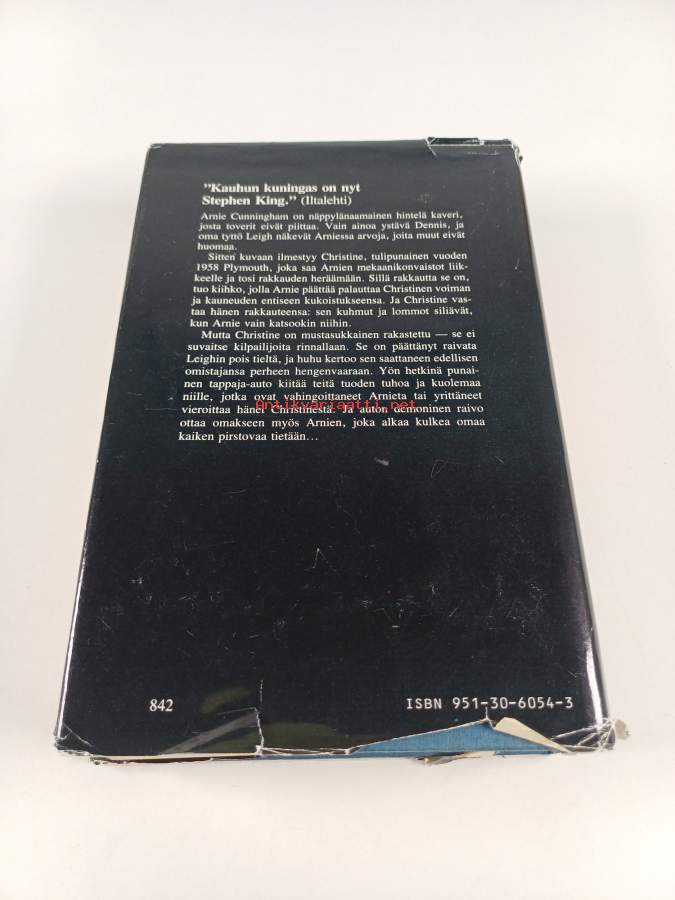 "Kauhun kuningas on nyt
Stephen King." (Iltalehti)
Arnie Cunningham on näppylänaamainen hintelä kaveri,
josta toverit eivät piittaa. Vain ainoa ystävä Dennis, ja
oma tyttö Leigh näkevät Arniessa arvoja, joita muut eivät
huomaa.
Sitten kuvaan ilmestyy Christine, tulipunainen vuoden
1958 Plymouth, joka saa Arnien mekaanikonvaistot liik-
keelle ja tosi rakkauden heräämään. Sillä rakkautta se on,
tuo kiihko, jolla Arnie päättää palauttaa Christinen voiman
ja kauneuden entiseen kukoistukseensa. Ja Christine vas-
taa hänen rakkauteensa: sen kuhmut ja lommot siliävät,
kun Arnie vain katsookin niihin.
Mutta Christine on mustasukkainen rakastettu — se ei
suvaitse kilpailijoita rinnallaan. Se on päättänyt raivata
Leighin pois tieltä, ja huhu kertoo sen saattaneen edellisen
omistajansa perheen hengenvaaraan. Yön hetkinä punai-
nen tappaja-auto kiitää teitä tuoden tuhoa ja kuolemaa
niille, jotka ovat vahingoittaneet Arnieta tai yrittäneet
Antikvariaatti.net
vieroittaa hänet Christinestä. Ja auton demoninen raivo
ottaa omakseen myös Arnien, joka alkaa kulkea omaa
kaiken pirstovaa tietään...
842
ISBN 951-30-6054-3